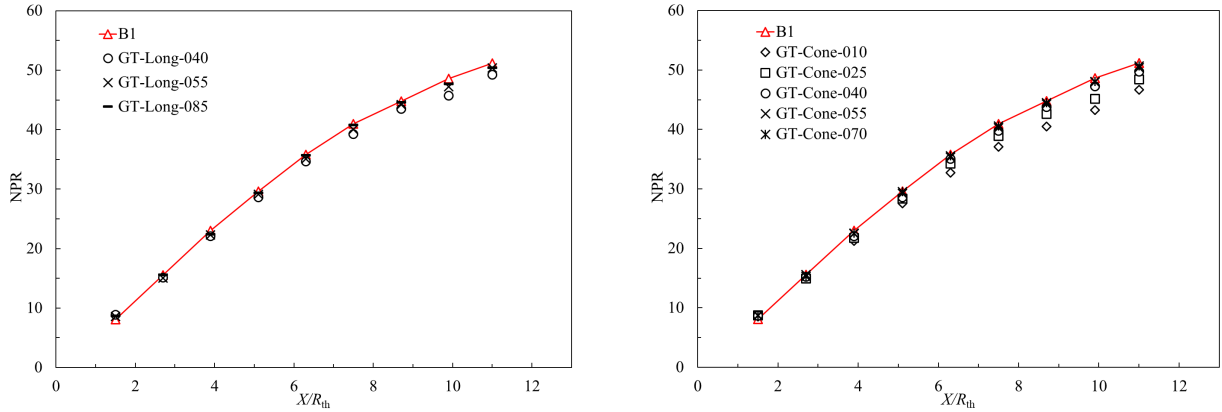 60
50
40
30
20
10
0
NPR
B1
GT-Long-040
GT-Long-055
GT-Long-085
0 2 4 6 8 10 12
X/Rth
60
50
40
30
20
10
0
NPR
B1
GT-Cone-010
GT-Cone-025
GT-Cone-040
GT-Cone-055
GT-Cone-070
0 2 4 6 8 10 12
X/Rth